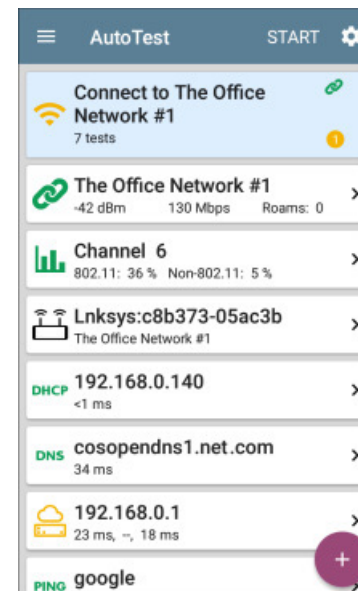 AutoTest START
Connect to The Office
Network #1
7 tests
1
The Office Network #1
-42 dBm 130 Mbps Roams: 0
Channel 6
802.11: 36 % Non-802.11: 5 %
Lnksys:c8b373-05ac3b
The Office Network #1
DHCP 192.168.0.140
<1 ms
DNS cosopendns1.net.com
34 ms
192.168.0.1
23 ms, --, 18 ms
PING google